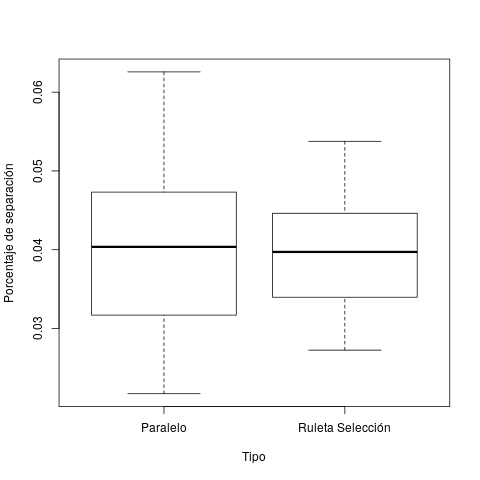 Porcentaje de separación
0.06
0.05
0.04
0.03
Paralelo
Ruleta Selección
Tipo